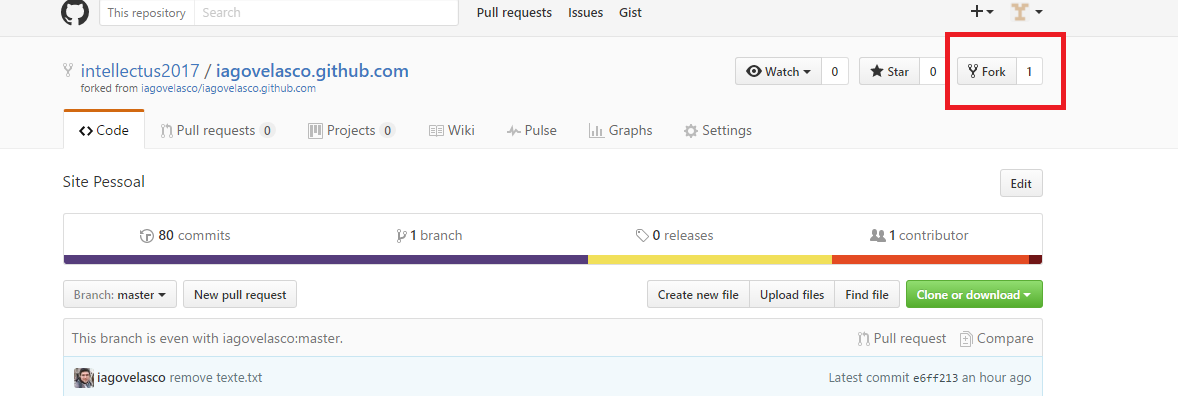 This repository Search Pull requests Issues Gist
intellectus2017 / iagovelasco.github.com Watch 0 Star 0 Fork 1
forked from iagovelasco/iagovelasco.github.com
Code Pull requests 0 Projects 0 Wiki Pulse Graphs Settings
Site Pessoal Edit
80 commits 1 branch 0 releases 1 contributor
Branch: master New pull request Create new file Upload files Find file Clone or download
This branch is even with iagovelasco:master. Pull request Compare
iagovelasco remove texte.txt Latest commit e6ff213 an hour ago